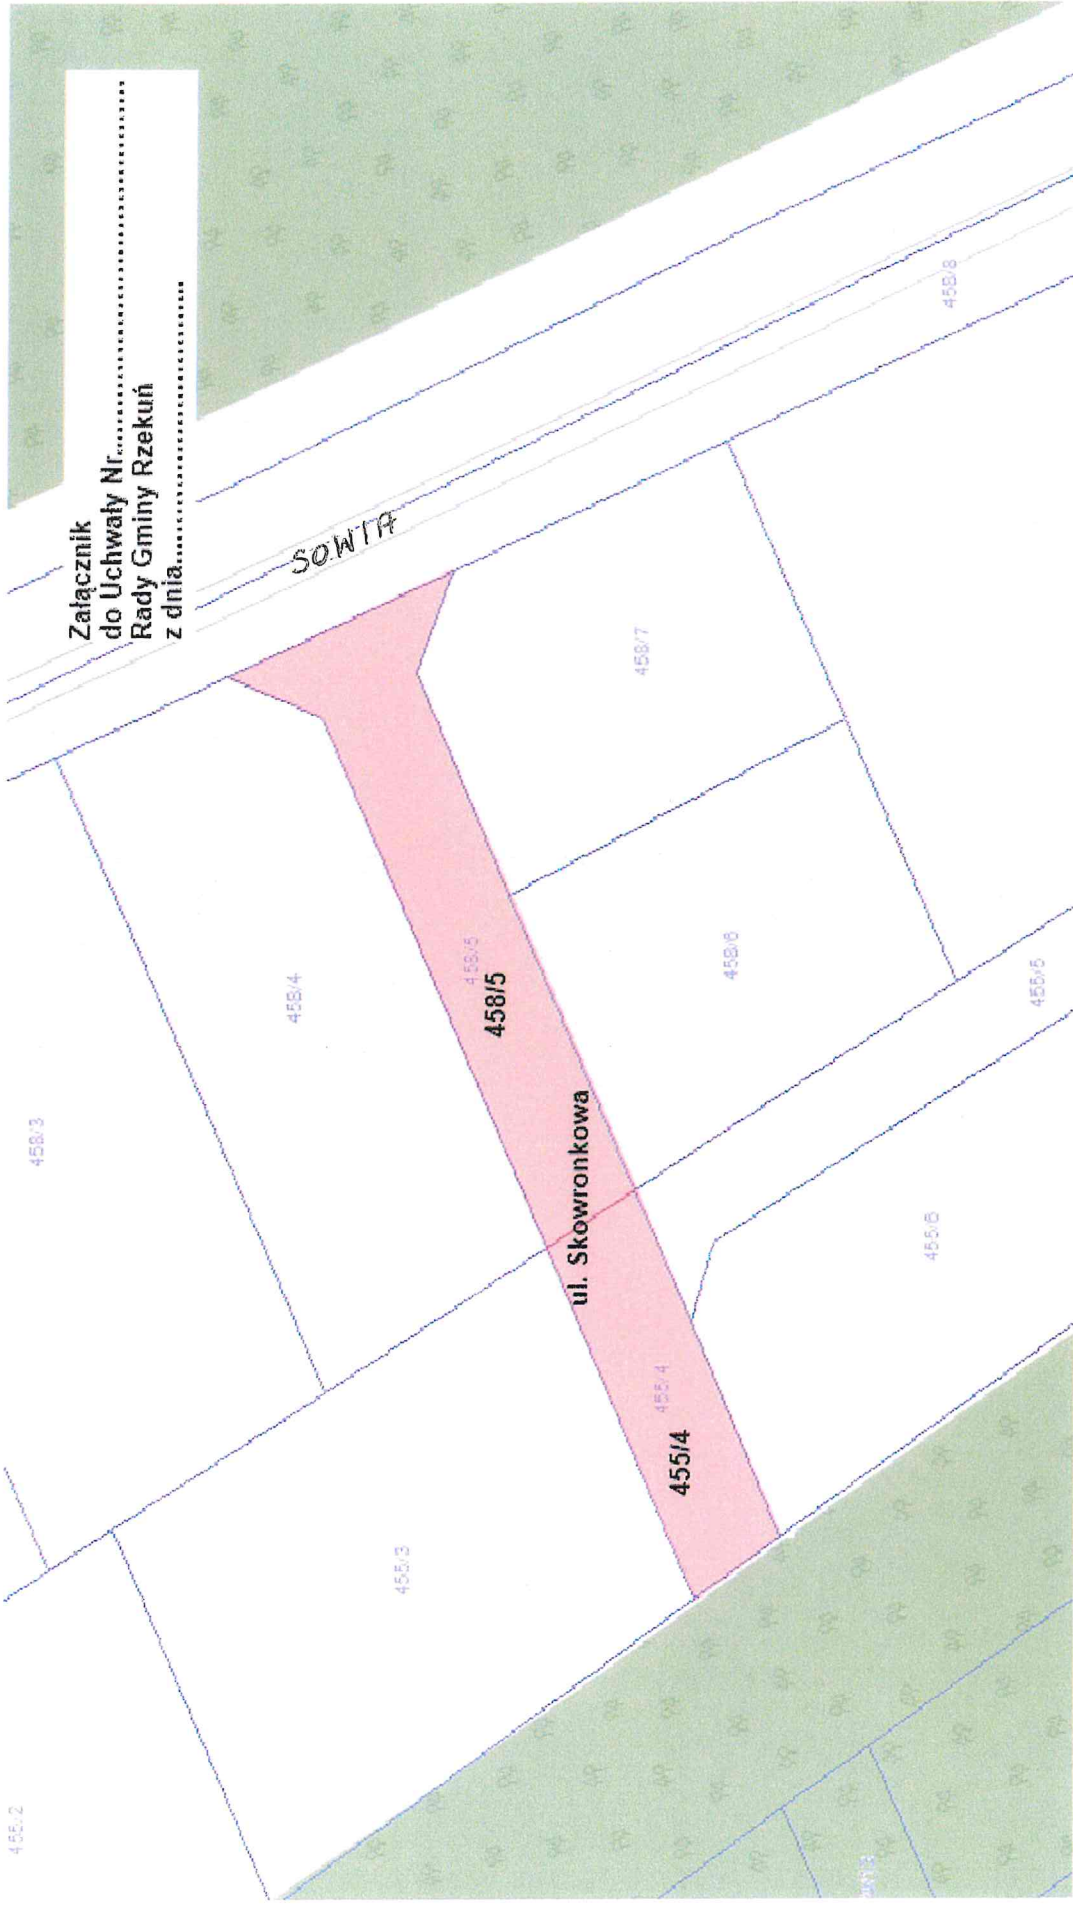 Załącznik
do Uchwały Nr........................................................
Rady Gminy Rzekuń
z dnia........................................
SOWIA
458/3
458/4
458/5
458/5
458/7
458/8
458/6
ul. Skowronkowa
455/5
455/6
455/4
455/4
455/3
455/2